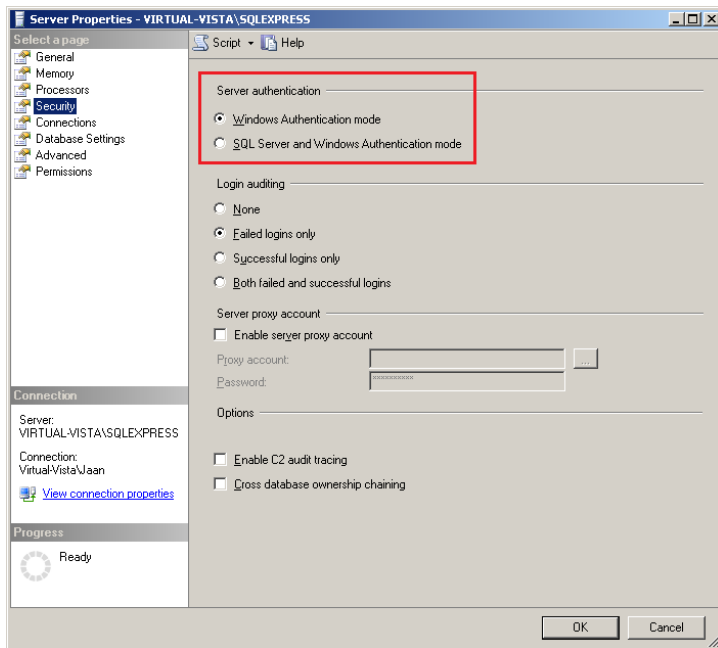 Server Properties - VIRTUAL-VISTA\SQLEXPRESS
Select a page
General
Memory
Processors
Security
Connections
Database Settings
Advanced
Permissions
Connection
Server:
VIRTUAL-VISTA\SQLEXPRESS
Connection:
Virtual-Vista\Jaan
View connection properties
Progress
Ready
Script Help
Server authentication
Windows Authentication mode
SQL Server and Windows Authentication mode
Login auditing
None
Failed logins only
Successful logins only
Both failed and successful logins
Server proxy account
Enable server proxy account
Proxy account:
...
Password:
××××××××××
Options
Enable C2 audit tracing
Cross database ownership chaining
OK Cancel